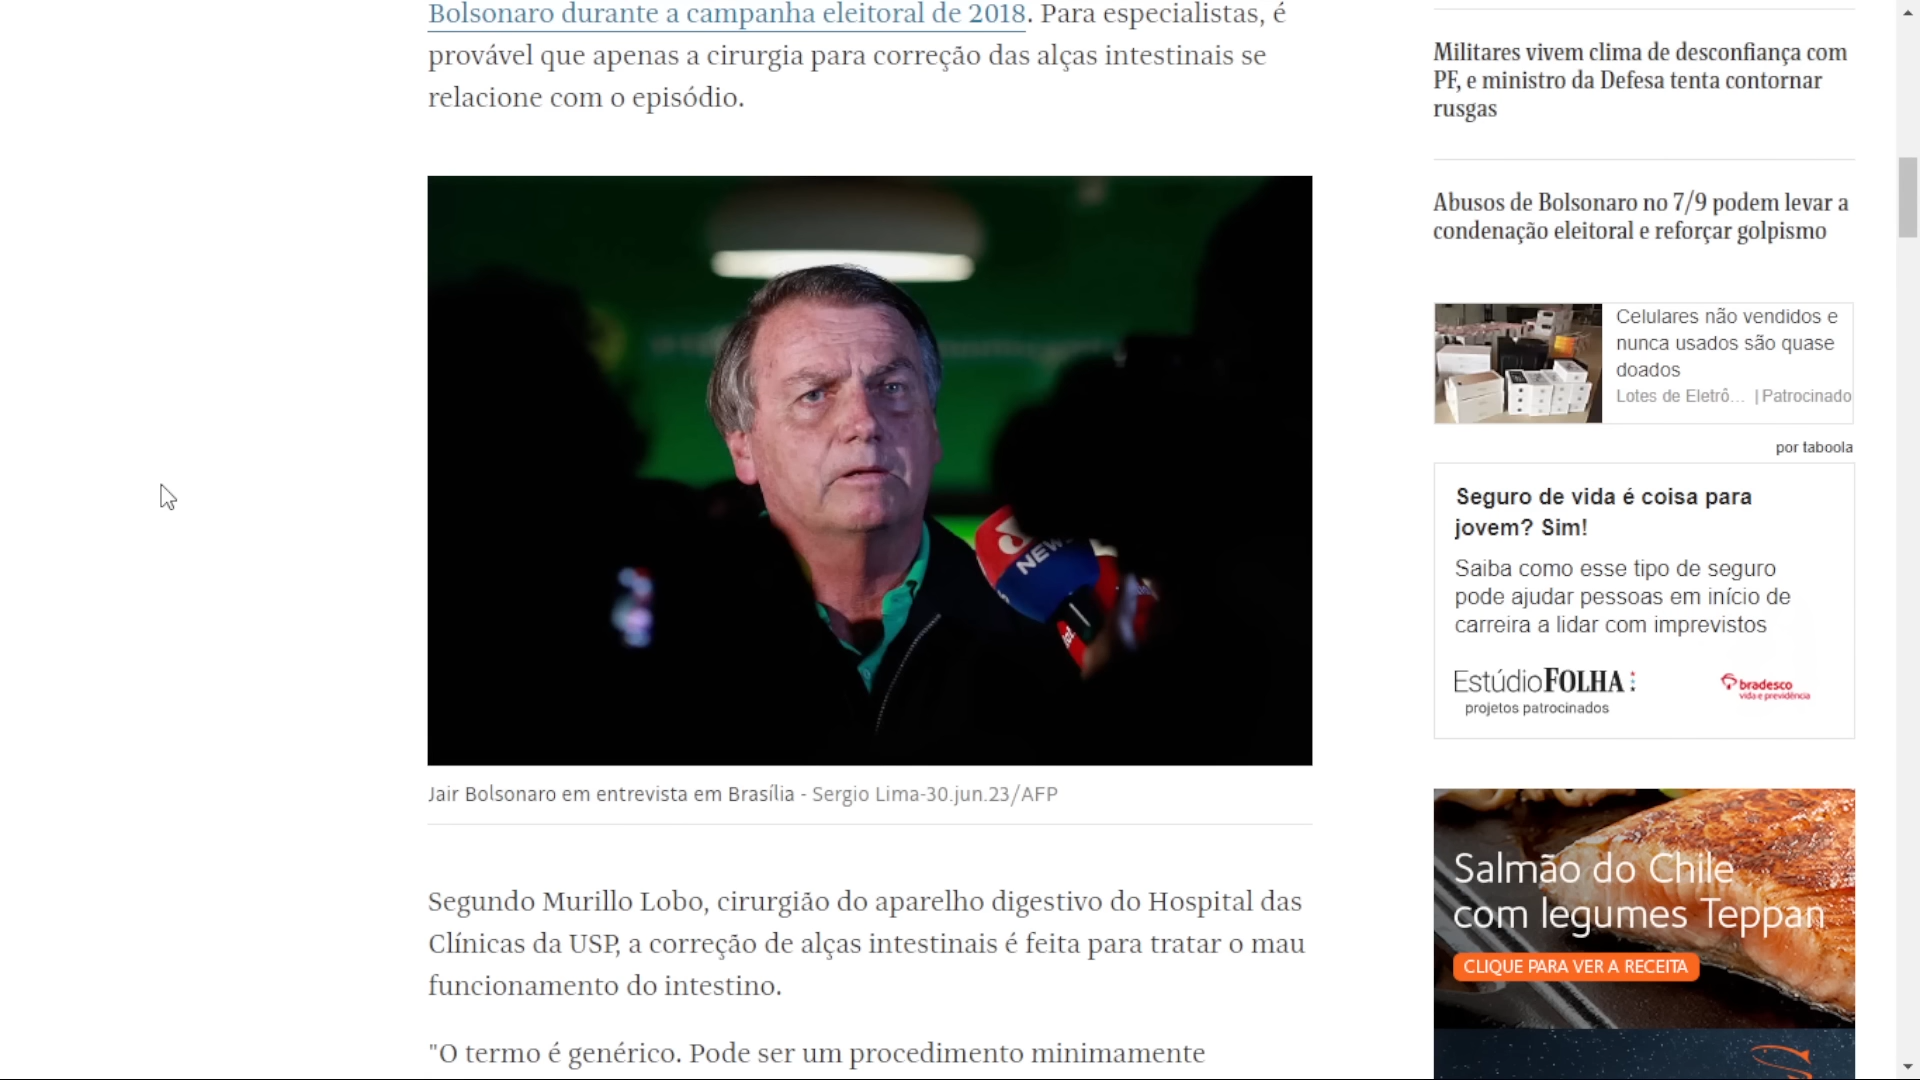 Bolsonaro durante a campanha eleitoral de 2018. Para especialistas, é
provável que apenas a cirurgia para correção das alças intestinais se
relacione com o episódio.
NEWS
Jair Bolsonaro em entrevista em Brasília - Sergio Lima-30.jun.23/AFP
Segundo Murillo Lobo, cirurgião do aparelho digestivo do Hospital das
Clínicas da USP, a correção de alças intestinais é feita para tratar o mau
funcionamento do intestino.
"O termo é genérico. Pode ser um procedimento minimamente
Militares vivem clima de desconfiança com
PF, e ministro da Defesa tenta contornar
rusgas
Abusos de Bolsonaro no 7/9 podem levar a
condenação eleitoral e reforçar golpismo
Celulares não vendidos e
nunca usados são quase
doados
Lotes de Eletrô... | Patrocinado
por taboola
Seguro de vida é coisa para
jovem? Sim!
Saiba como esse tipo de seguro
pode ajudar pessoas em início de
carreira a lidar com imprevistos
EstúdioFOLHA
projetos patrocinados
bradesco
vida e previdência
Salmão do Chile
com legumes Teppan
CLIQUE PARA VER A RECEITA